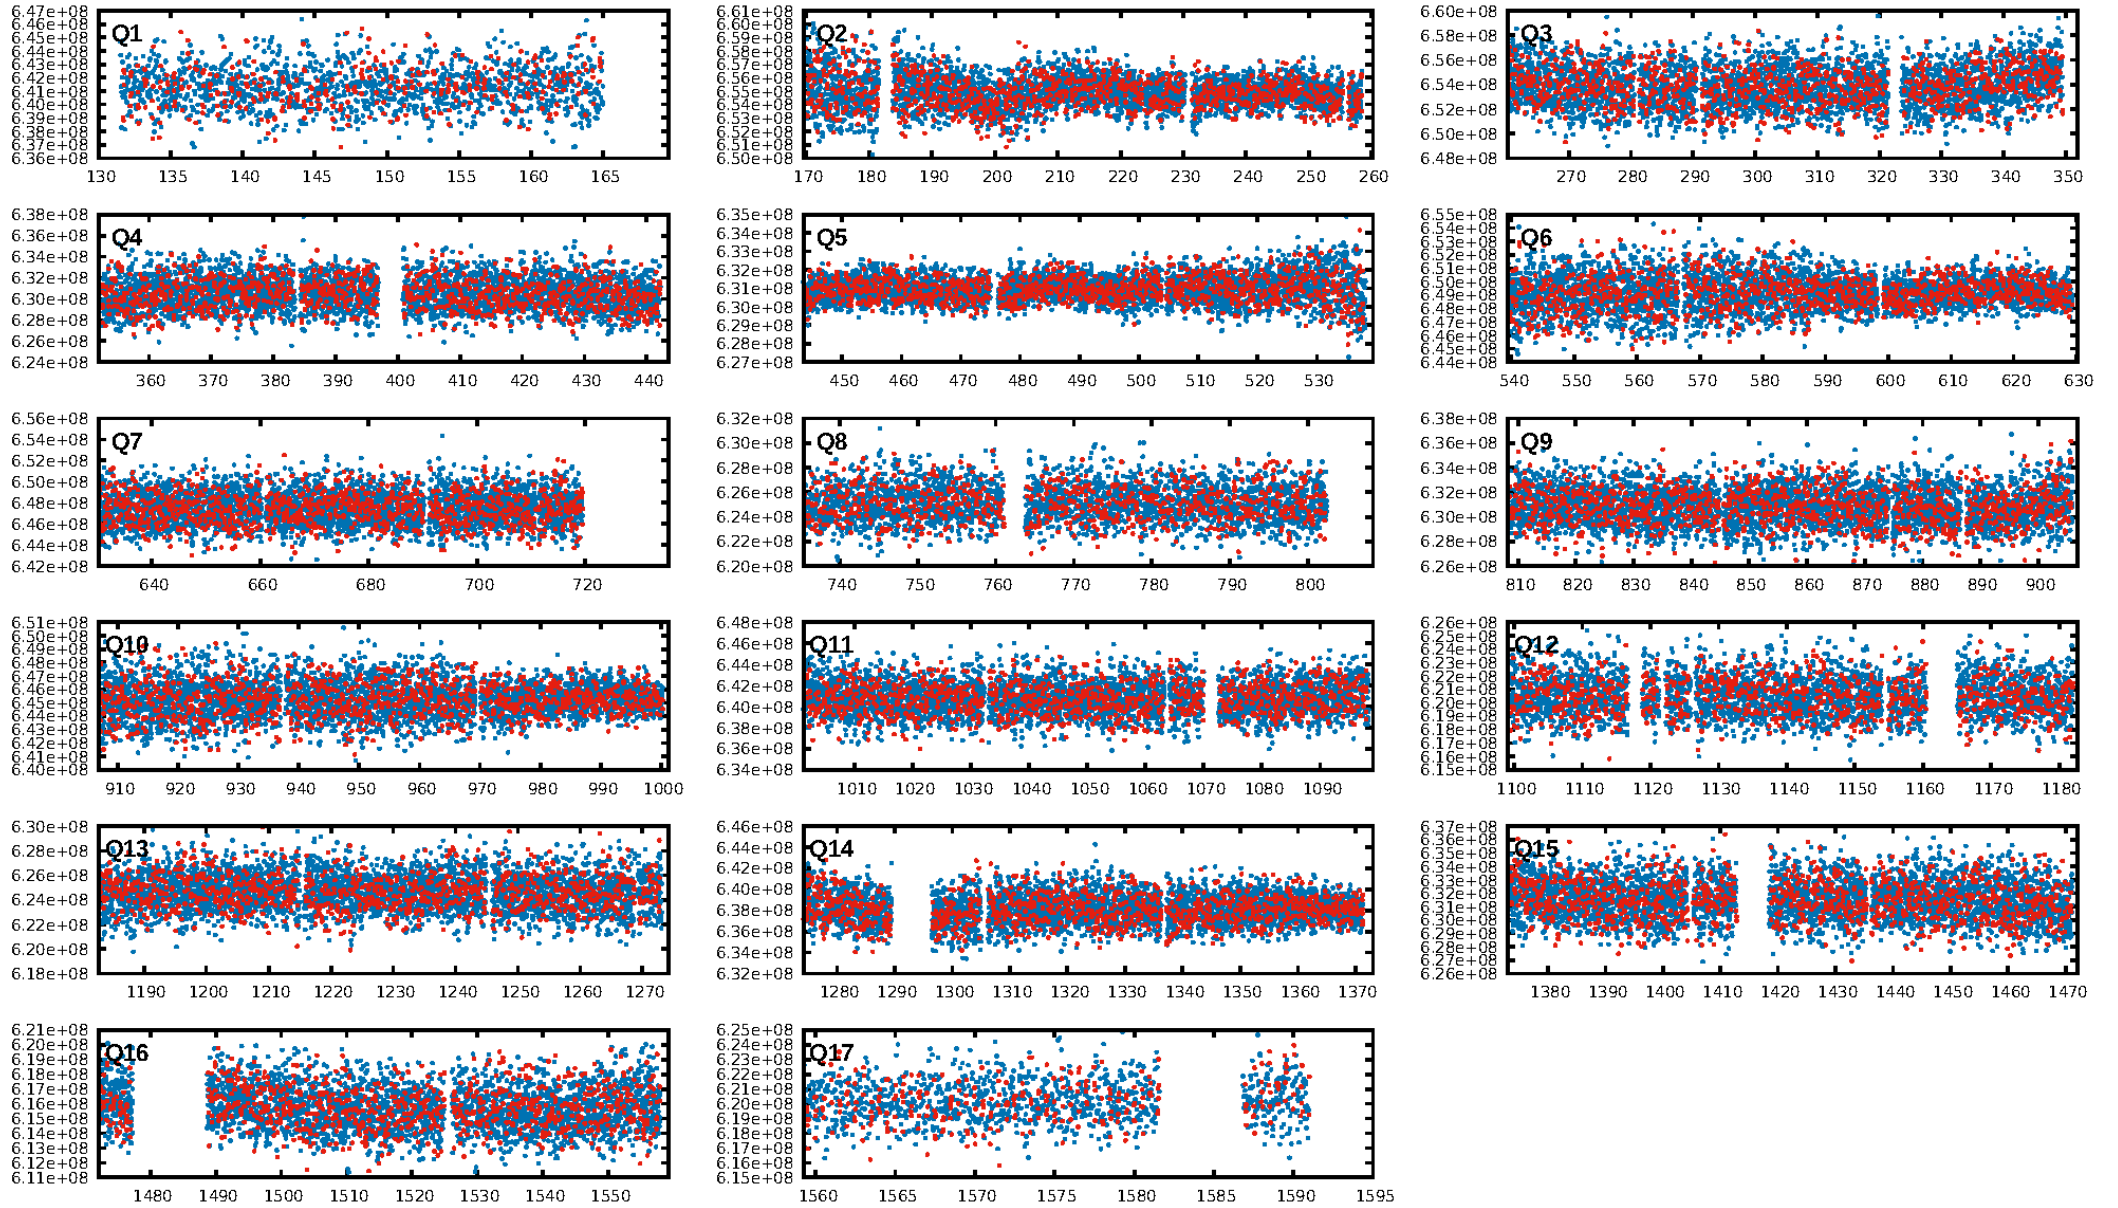 Q1
6.47e+08
6.46e+08
6.45e+08
6.44e+08
6.43e+08
6.42e+08
6.41e+08
6.40e+08
6.39e+08
6.38e+08
6.37e+08
6.36e+08
130 135 140 145 150 155 160 165
Q2
6.61e+08
6.60e+08
6.59e+08
6.58e+08
6.57e+08
6.56e+08
6.55e+08
6.54e+08
6.53e+08
6.52e+08
6.51e+08
6.50e+08
170 180 190 200 210 220 230 240 250 260
Q3
6.60e+08
6.58e+08
6.56e+08
6.54e+08
6.52e+08
6.50e+08
6.48e+08
270 280 290 300 310 320 330 340 350
Q4
6.38e+08
6.36e+08
6.34e+08
6.32e+08
6.30e+08
6.28e+08
6.26e+08
6.24e+08
360 370 380 390 400 410 420 430 440
Q5
6.35e+08
6.34e+08
6.33e+08
6.32e+08
6.31e+08
6.30e+08
6.29e+08
6.28e+08
6.27e+08
450 460 470 480 490 500 510 520 530
Q6
6.55e+08
6.54e+08
6.53e+08
6.52e+08
6.51e+08
6.50e+08
6.49e+08
6.48e+08
6.47e+08
6.46e+08
6.45e+08
6.44e+08
540 550 560 570 580 590 600 610 620 630
Q7
6.56e+08
6.54e+08
6.52e+08
6.50e+08
6.48e+08
6.46e+08
6.44e+08
6.42e+08
640 660 680 700 720
Q8
6.32e+08
6.30e+08
6.28e+08
6.26e+08
6.24e+08
6.22e+08
6.20e+08
740 750 760 770 780 790 800
Q9
6.38e+08
6.36e+08
6.34e+08
6.32e+08
6.30e+08
6.28e+08
6.26e+08
810 820 830 840 850 860 870 880 890 900
Q10
6.51e+08
6.50e+08
6.49e+08
6.48e+08
6.47e+08
6.46e+08
6.45e+08
6.44e+08
6.43e+08
6.42e+08
6.41e+08
6.40e+08
910 920 930 940 950 960 970 980 990 1000
Q11
6.48e+08
6.46e+08
6.44e+08
6.42e+08
6.40e+08
6.38e+08
6.36e+08
6.34e+08
1010 1020 1030 1040 1050 1060 1070 1080 1090
Q12
6.26e+08
6.25e+08
6.24e+08
6.23e+08
6.22e+08
6.21e+08
6.20e+08
6.19e+08
6.18e+08
6.17e+08
6.16e+08
6.15e+08
1100 1110 1120 1130 1140 1150 1160 1170 1180
Q13
6.30e+08
6.28e+08
6.26e+08
6.24e+08
6.22e+08
6.20e+08
6.18e+08
1190 1200 1210 1220 1230 1240 1250 1260 1270
Q14
6.46e+08
6.44e+08
6.42e+08
6.40e+08
6.38e+08
6.36e+08
6.34e+08
6.32e+08
1280 1290 1300 1310 1320 1330 1340 1350 1360 1370
Q15
6.37e+08
6.36e+08
6.35e+08
6.34e+08
6.33e+08
6.32e+08
6.31e+08
6.30e+08
6.29e+08
6.28e+08
6.27e+08
6.26e+08
1380 1390 1400 1410 1420 1430 1440 1450 1460 1470
Q16
6.21e+08
6.20e+08
6.19e+08
6.18e+08
6.17e+08
6.16e+08
6.15e+08
6.14e+08
6.13e+08
6.12e+08
6.11e+08
1480 1490 1500 1510 1520 1530 1540 1550
Q17
6.25e+08
6.24e+08
6.23e+08
6.22e+08
6.21e+08
6.20e+08
6.19e+08
6.18e+08
6.17e+08
6.16e+08
6.15e+08
1560 1565 1570 1575 1580 1585 1590 1595